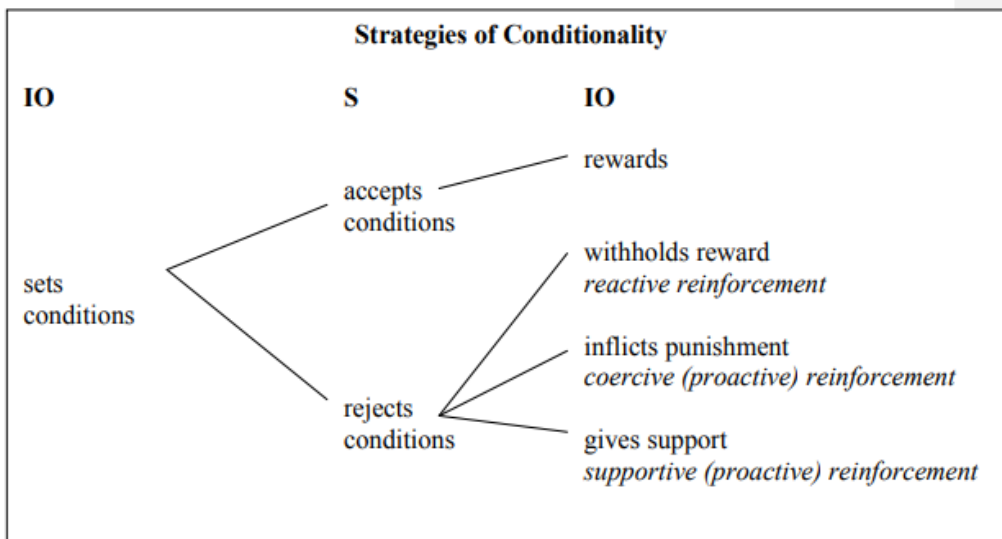 Strategies of Conditionality
IO S IO
rewards
accepts
conditions
withholds reward
reactive reinforcement
sets
conditions
inflicts punishment
coercive (proactive) reinforcement
rejects
conditions
gives support
supportive (proactive) reinforcement